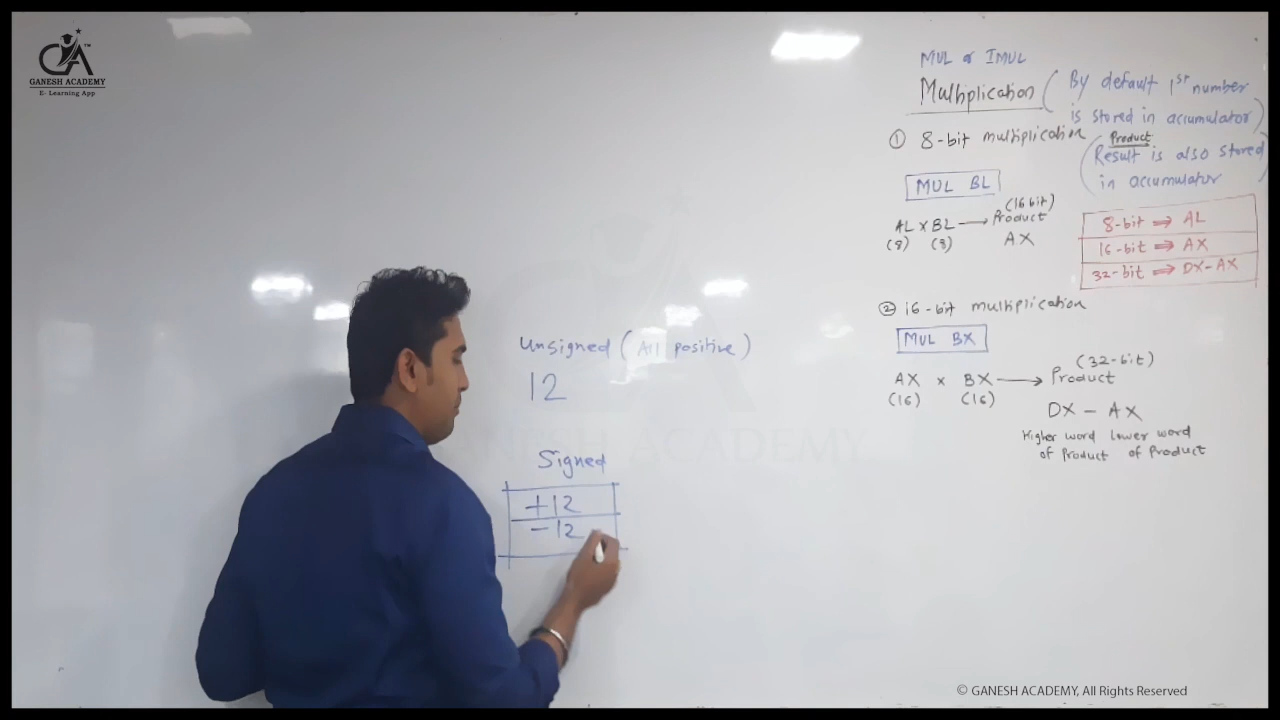 GANESH ACADEMY
E- Learning App
Unsigned (All positive)
12
Signed
+12
-12
MUL or IMUL
Multiplication (By default 1st number
is stored in accumulator)
① 8-bit multiplication
(Product
Result is also stored
in accumulator)
MUL BL
AL x BL → Product (16 bit)
(8) (8) AX
8-bit ⇒ AL
16-bit ⇒ AX
32-bit ⇒ DX-AX
② 16-bit multiplication
MUL BX
AX x BX → Product (32-bit)
(16) (16)
DX - AX
Higher word Lower word
of Product of Product
GANESH ACADEMY
© GANESH ACADEMY, All Rights Reserved